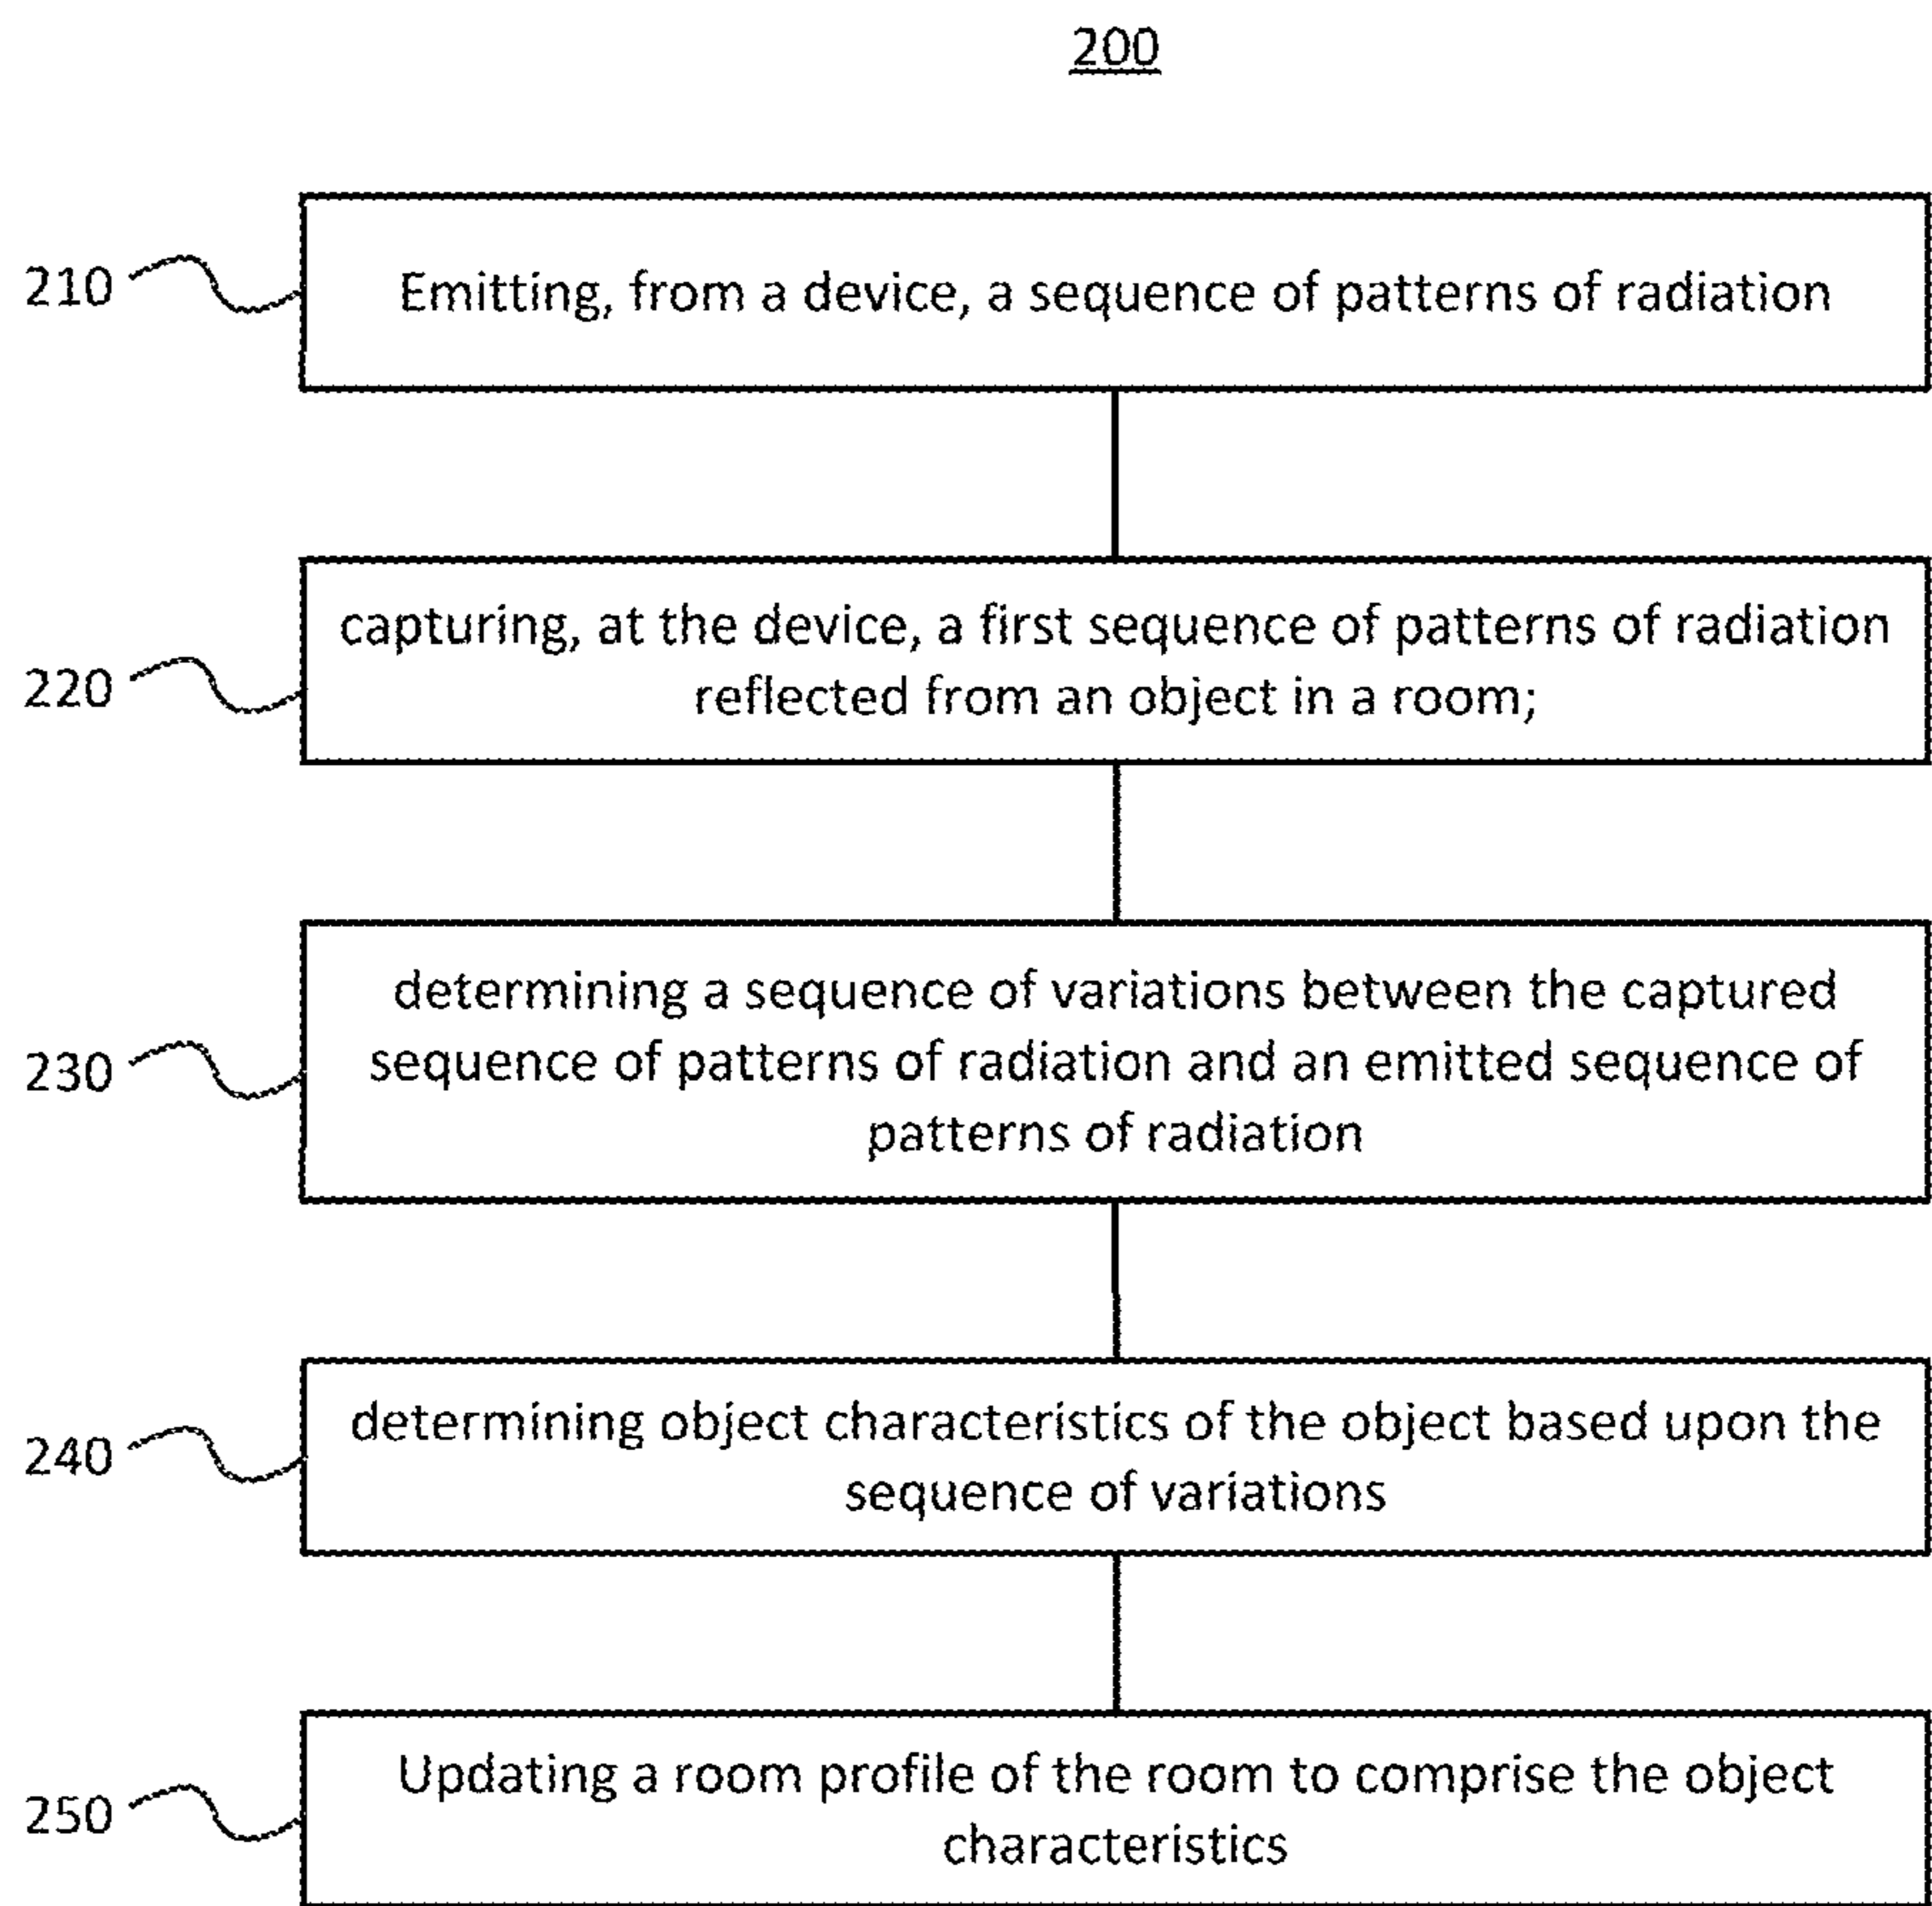 200
210
Emitting, from a device, a sequence of patterns of radiation
220
capturing, at the device, a first sequence of patterns of radiation
reflected from an object in a room;
230
determining a sequence of variations between the captured
sequence of patterns of radiation and an emitted sequence of
patterns of radiation
240
determining object characteristics of the object based upon the
sequence of variations
250
Updating a room profile of the room to comprise the object
characteristics